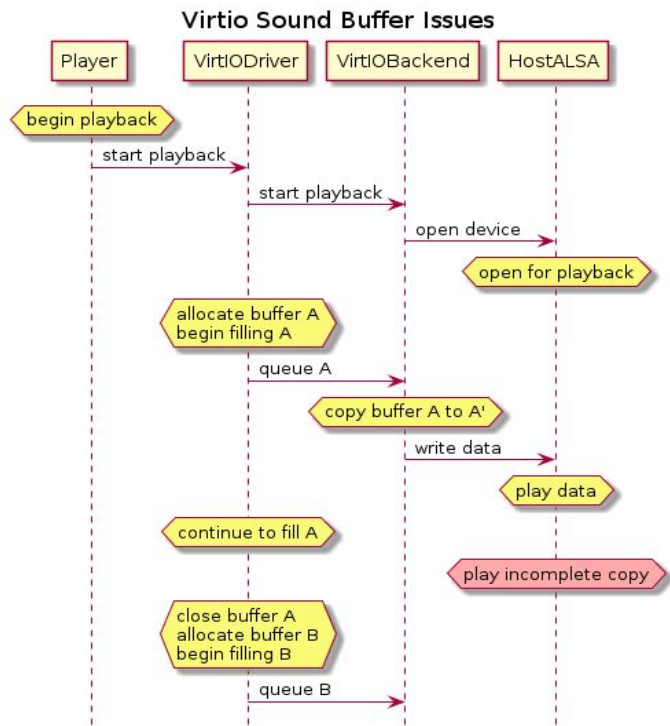 Virtio Sound Buffer Issues
Player
VirtIODriver
VirtIOBackend
HostALSA
begin playback
start playback
start playback
open device
open for playback
allocate buffer A
begin filling A
queue A
copy buffer A to A'
write data
play data
continue to fill A
play incomplete copy
close buffer A
allocate buffer B
begin filling B
queue B